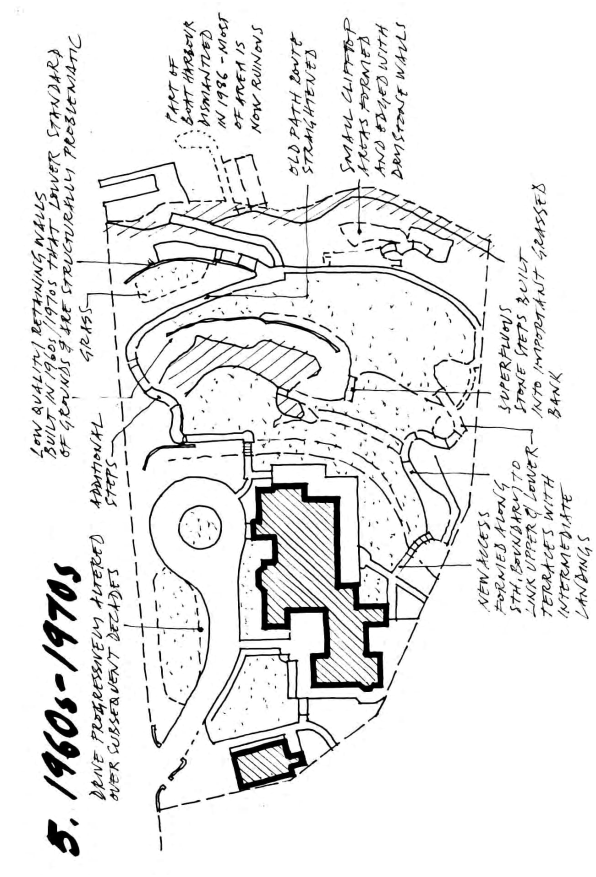 5. 1960s-1970s
DRIVE PROGRESSIVELY ALTERED
OVER SUBSEQUENT DECADES
ADDITIONAL
STEPS
LOW QUALITY RETAINING WALLS
BUILT IN 1960s/1970s THAT LOWER STANDARD
OF GROUNDS & ARE STRUCTURALLY PROBLEMATIC
GRASS
PART OF
BOAT HARBOUR
DISMANTLED
IN 1986 - MOST
OF AREA IS
NOW RUINOUS
OLD PATH ROUTE
STRAIGHTENED
SMALL CLIFFTOP
AREAS FORMED
AND EDGED WITH
DRYSTONE WALLS
NEW ACCESS
FORMED ALONG
STH. BOUNDARY TO
LINK UPPER & LOWER
TERRACES WITH
INTERMEDIATE
LANDINGS
SUPERFLUOUS
STONE STEPS BUILT
INTO IMPORTANT GRASSED
BANK